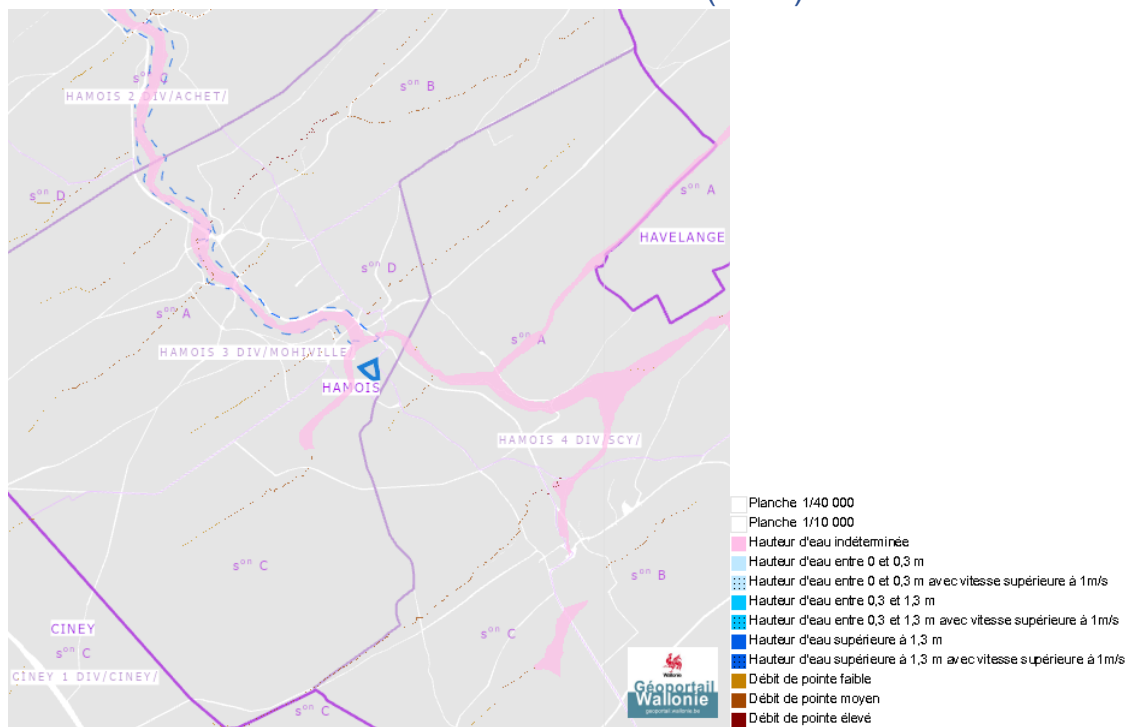 sᵒⁿ C
HAMOIS 2 DIV/ACHET/
sᵒⁿ B
sᵒⁿ D
sᵒⁿ A
HAVELANGE
sᵒⁿ D
sᵒⁿ A
sᵒⁿ A
HAMOIS 3 DIV/MOHIVILLE
HAMOIS
HAMOIS 4 DIV/SCY/
sᵒⁿ C
sᵒⁿ B
CINEY
sᵒⁿ C
sᵒⁿ C
CINEY 1 DIV/CINEY/
sᵒⁿ C
Wallonie
Géoportail
Wallonie
geoportail.wallonie.be
Planche 1/40 000
Planche 1/10 000
Hauteur d'eau indéterminée
Hauteur d'eau entre 0 et 0,3 m
Hauteur d'eau entre 0 et 0,3 m avec vitesse supérieure à 1m/s
Hauteur d'eau entre 0,3 et 1,3 m
Hauteur d'eau entre 0,3 et 1,3 m avec vitesse supérieure à 1m/s
Hauteur d'eau supérieure à 1,3 m
Hauteur d'eau supérieure à 1,3 m avec vitesse supérieure à 1m/s
Débit de pointe faible
Débit de pointe moyen
Débit de pointe élevé